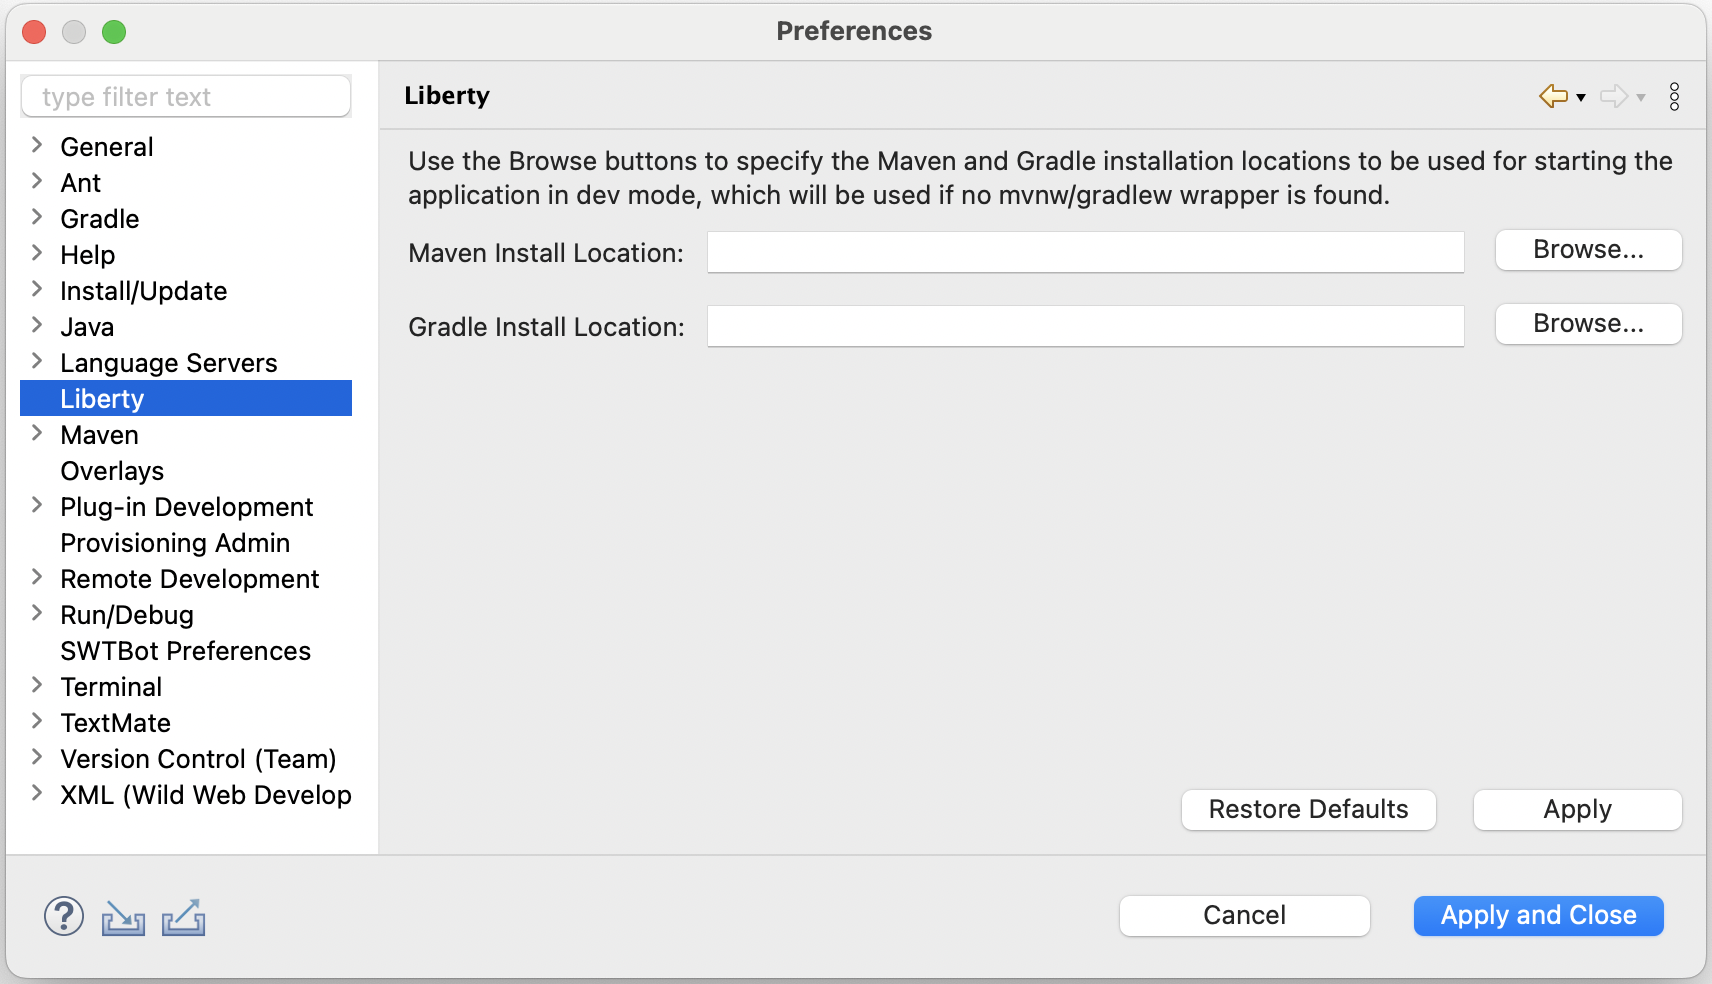 Preferences
type filter text
General
Ant
Gradle
Help
Install/Update
Java
Language Servers
Liberty
Maven
Overlays
Plug-in Development
Provisioning Admin
Remote Development
Run/Debug
SWTBot Preferences
Terminal
TextMate
Version Control (Team)
XML (Wild Web Develop
Liberty
Use the Browse buttons to specify the Maven and Gradle installation locations to be used for starting the
application in dev mode, which will be used if no mvnw/gradlew wrapper is found.
Maven Install Location:
Browse...
Gradle Install Location:
Browse...
Restore Defaults
Apply
?
Cancel
Apply and Close